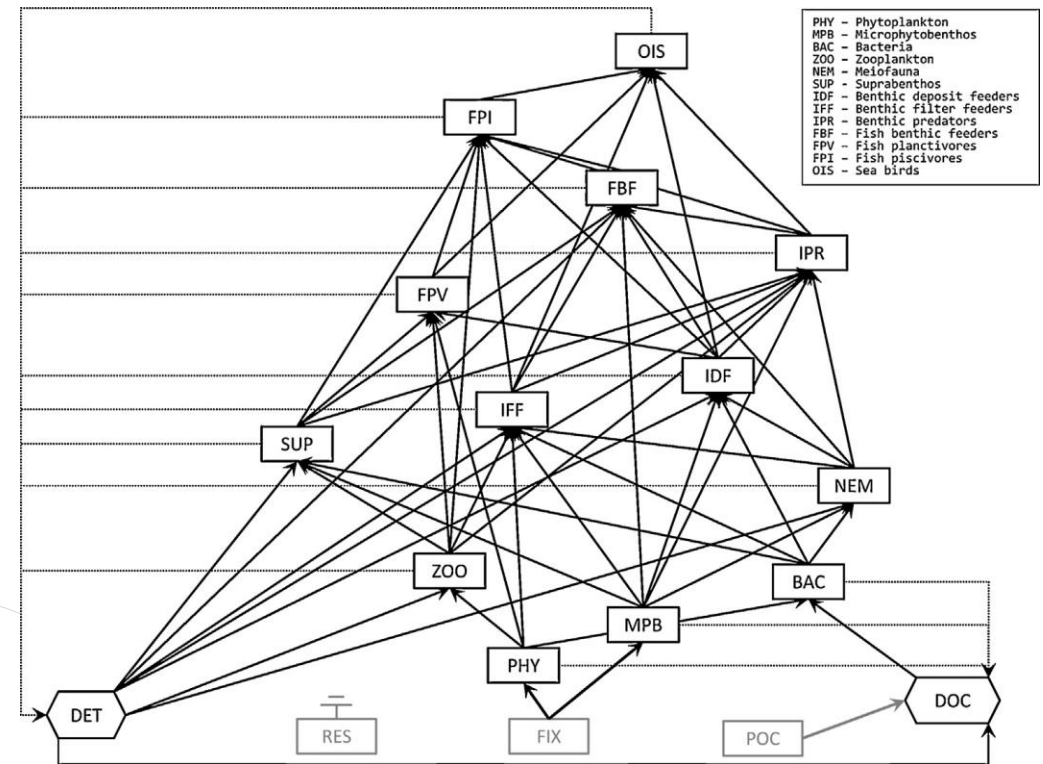 PHY – Phytoplankton
MPB – Microphytobenthos
BAC – Bacteria
ZOO – Zooplankton
NEM – Meiofauna
SUP – Suprabenthos
IDF – Benthic deposit feeders
IFF – Benthic filter feeders
IPR – Benthic predators
FBF – Fish benthic feeders
FPV – Fish planctivores
FPI – Fish piscivores
OIS – Sea birds
OIS
FPI
FBF
IPR
FPV
IDF
IFF
SUP
NEM
ZOO
BAC
MPB
PHY
DET
DOC
RES
FIX
POC